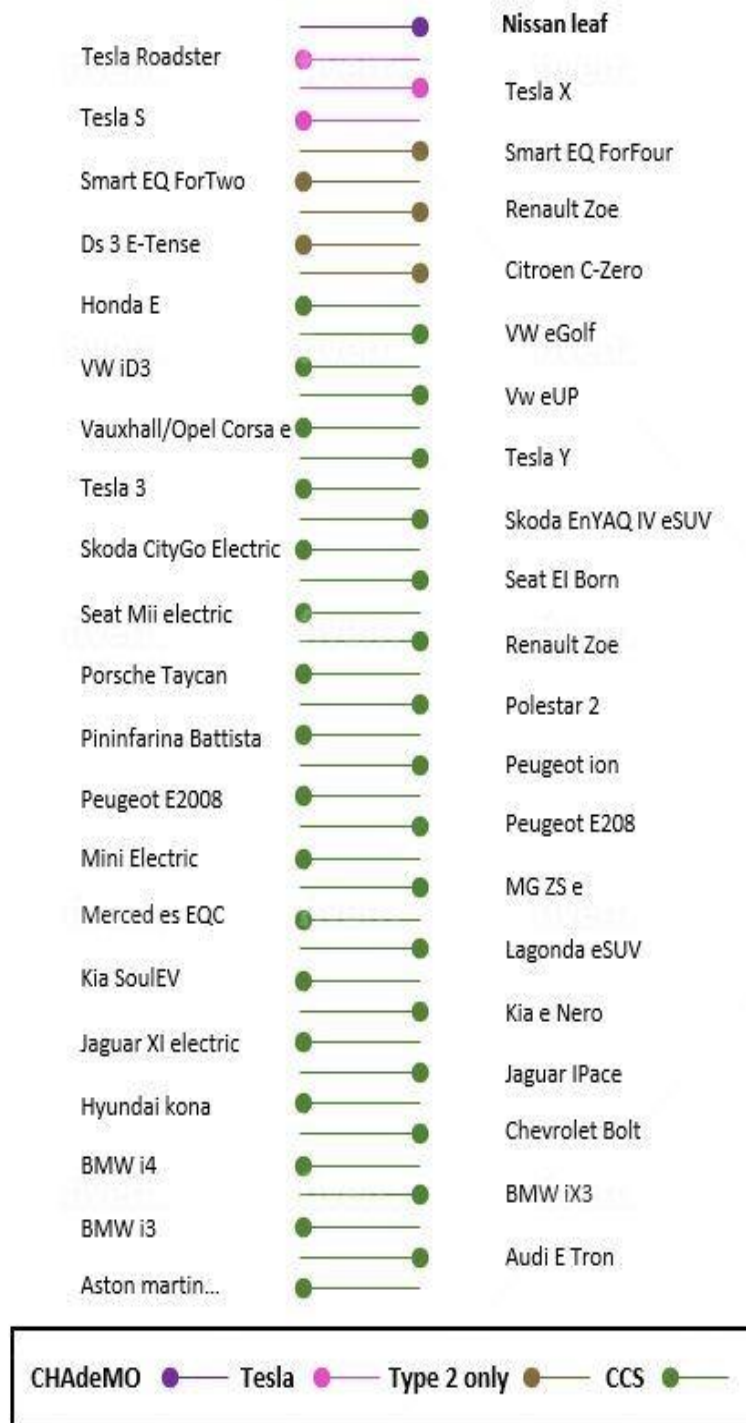 Nissan leaf
Tesla Roadster
Tesla X
Tesla S
Smart EQ ForFour
Smart EQ ForTwo
Renault Zoe
Ds 3 E-Tense
Citroen C-Zero
Honda E
VW eGolf
VW iD3
Vw eUP
Vauxhall/Opel Corsa e
Tesla Y
Tesla 3
Skoda EnYAQ IV eSUV
Skoda CityGo Electric
Seat EI Born
Seat Mii electric
Renault Zoe
Porsche Taycan
Polestar 2
Pininfarina Battista
Peugeot ion
Peugeot E2008
Peugeot E208
Mini Electric
MG ZS e
Merced es EQC
Lagonda eSUV
Kia SoulEV
Kia e Nero
Jaguar XI electric
Jaguar IPace
Hyundai kona
Chevrolet Bolt
BMW i4
BMW iX3
BMW i3
Audi E Tron
Aston martin...
CHAdeMO Tesla Type 2 only CCS